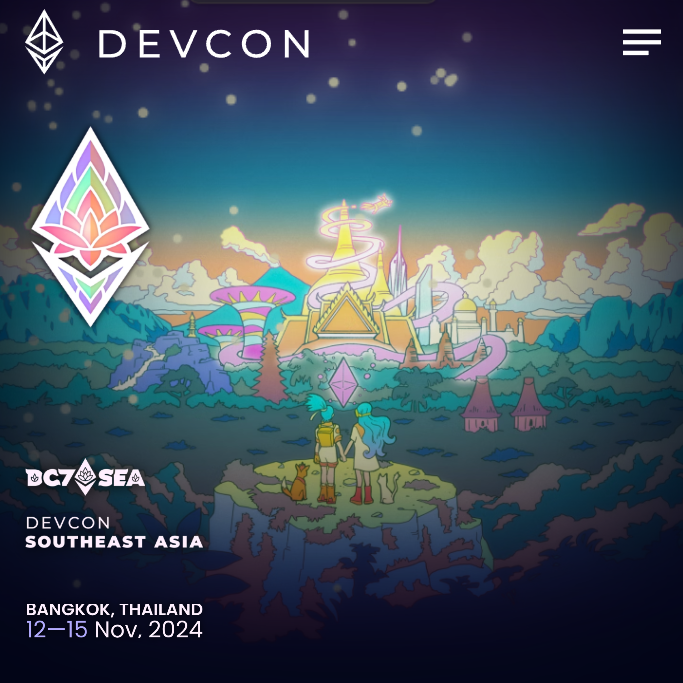 DEVCON
DC7 SEA
DEVCON
SOUTHEAST ASIA
BANGKOK, THAILAND
12—15 Nov, 2024